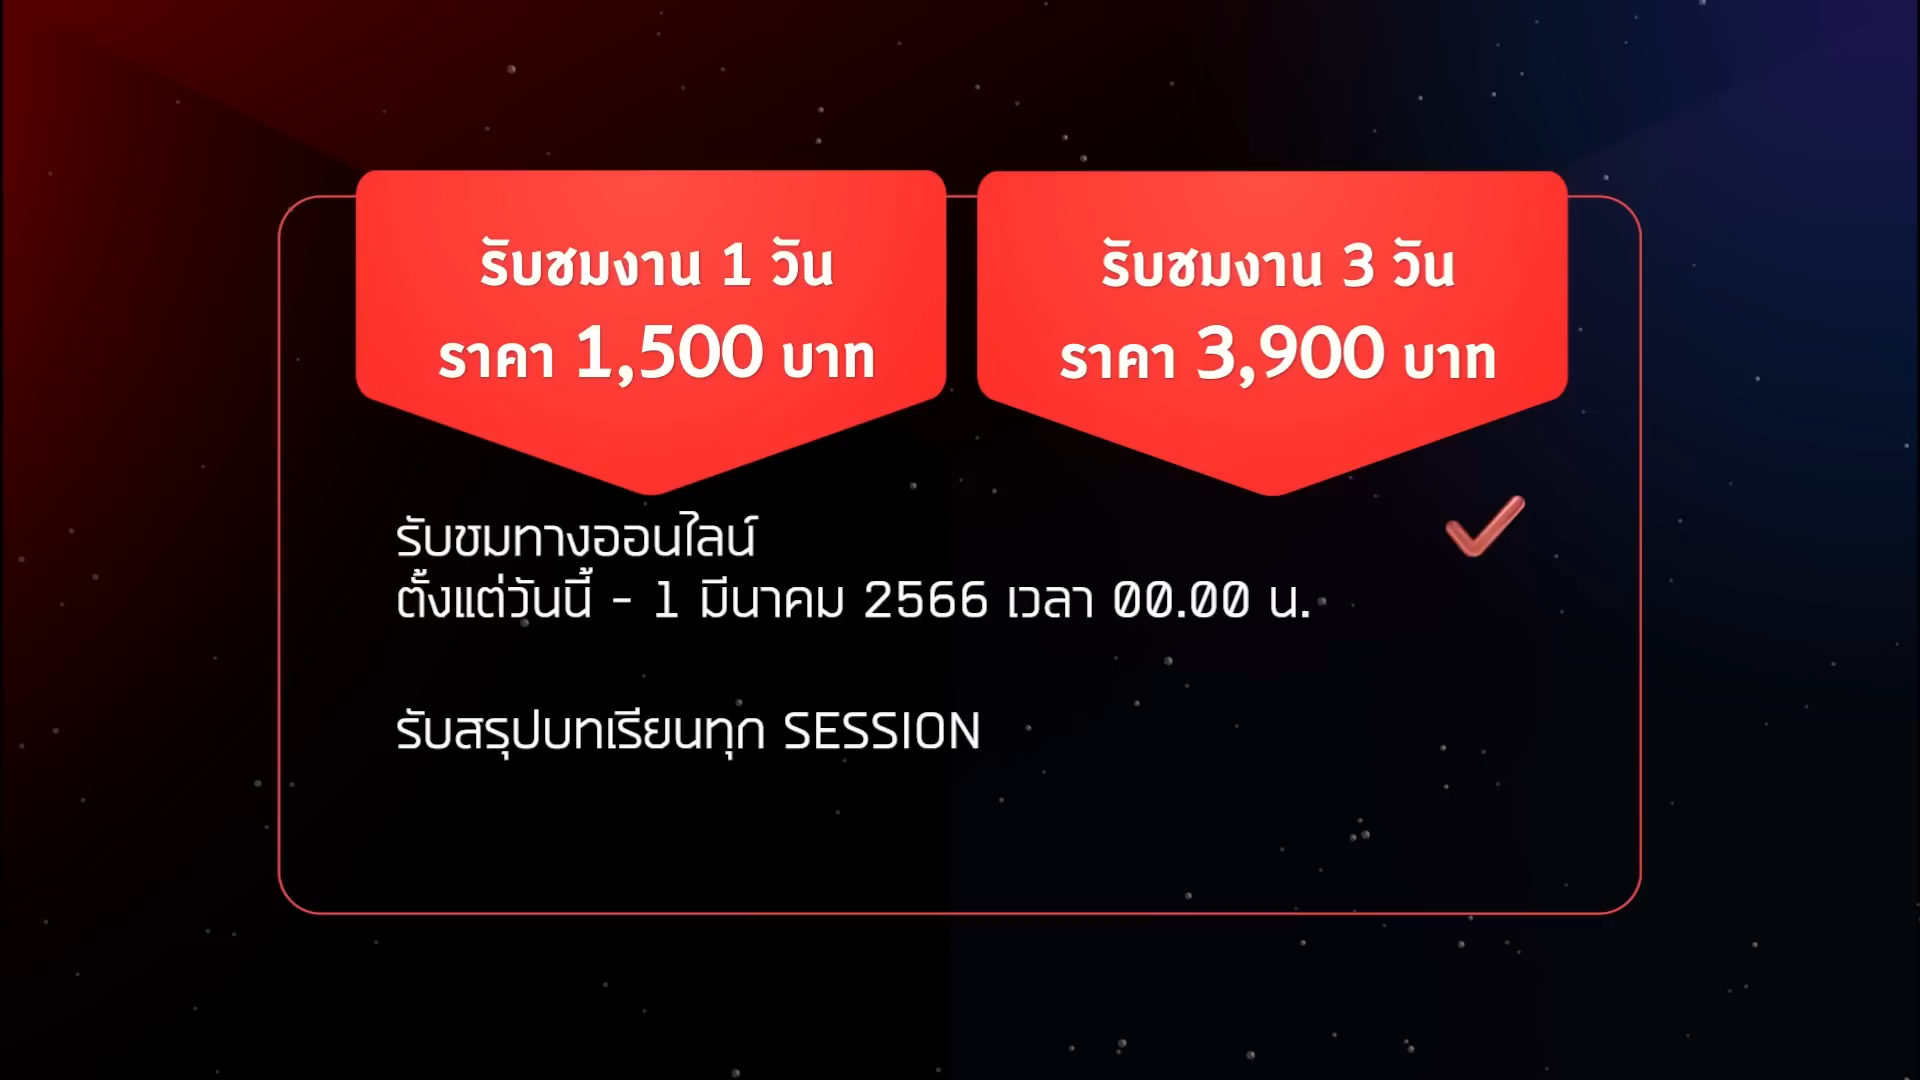 รับชมงาน 1 วัน
ราคา 1,500 บาท
รับชมงาน 3 วัน
ราคา 3,900 บาท
รับชมทางออนไลน์
ตั้งแต่วันนี้ - 1 มีนาคม 2566 เวลา 00.00 น.
รับสรุปบทเรียนทุก SESSION